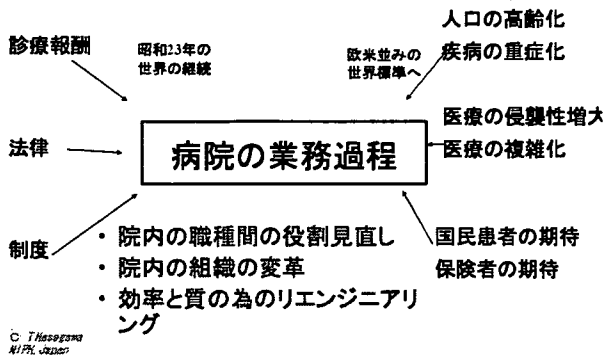 人口の高齢化
疾病の重症化
診療報酬
昭和23年の
世界の継続
欧米並みの
世界標準へ
医療の侵襲性増大
医療の複雑化
法律
病院の業務過程
制度
国民患者の期待
保険者の期待
・院内の職種間の役割見直し
・院内の組織の変革
・効率と質の為のリエンジニアリ
ング
C T Hasegawa
NIPH, Japan